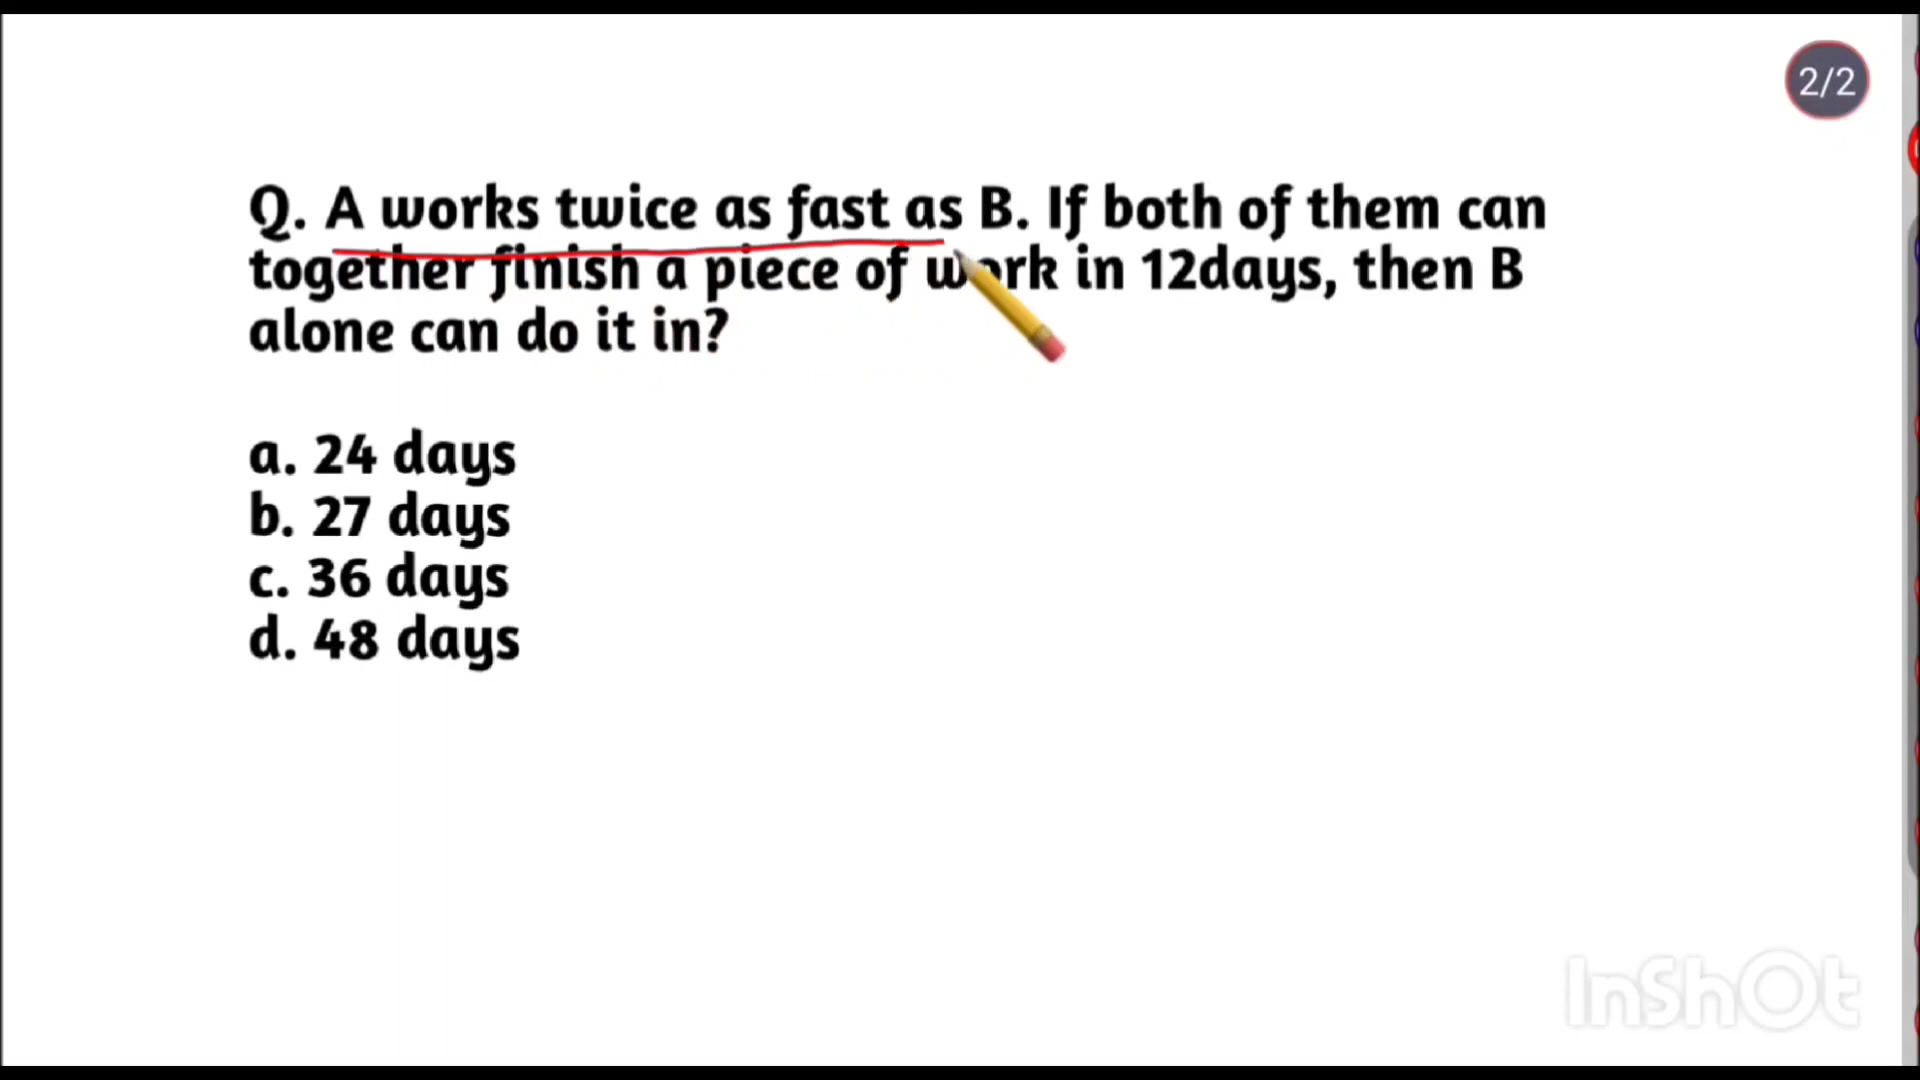 2/2
Q. A works twice as fast as B. If both of them can
together finish a piece of work in 12days, then B
alone can do it in?
a. 24 days
b. 27 days
c. 36 days
d. 48 days
InShOt